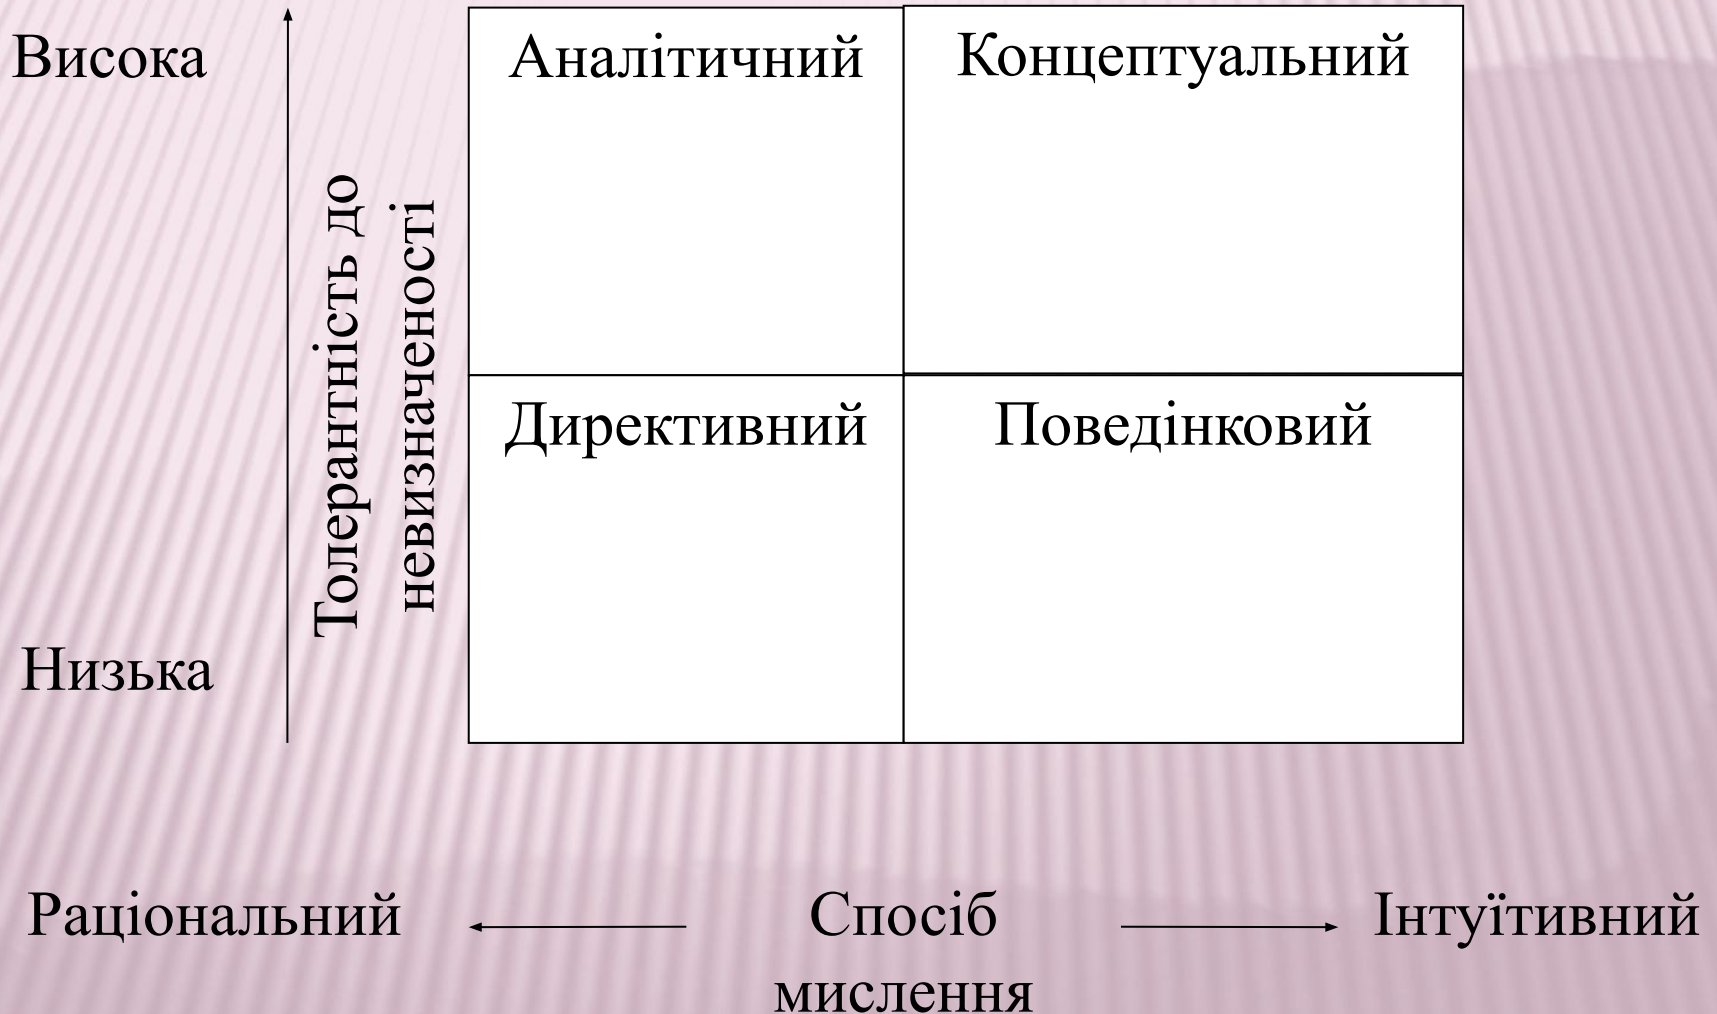 Висока
Аналітичний
Концептуальний
Толерантність до
невизначеності
Директивний
Поведінковий
Низька
Раціональний
Спосіб
мислення
Інтуїтивний